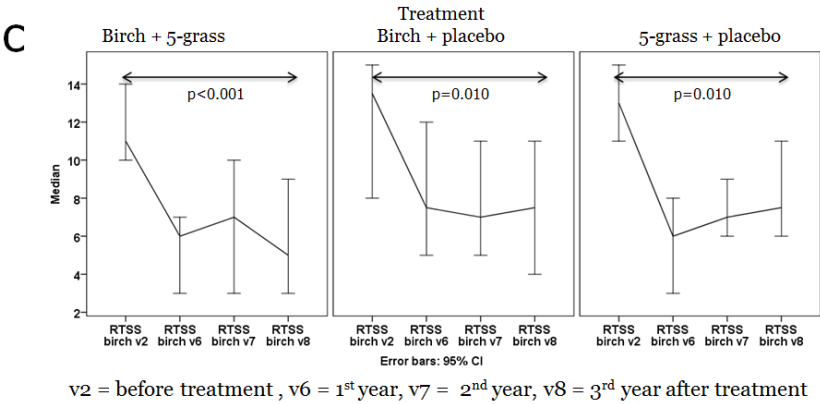 C
Treatment
Birch + 5-grass Birch + placebo 5-grass + placebo
p<0.001 p=0.010 p=0.010
Median
14
12
10
8
6
4
2
RTSS birch v2 RTSS birch v6 RTSS birch v7 RTSS birch v8
RTSS birch v2 RTSS birch v6 RTSS birch v7 RTSS birch v8
RTSS birch v2 RTSS birch v6 RTSS birch v7 RTSS birch v8
Error bars: 95% CI
v2 = before treatment , v6 = 1st year, v7 = 2nd year, v8 = 3rd year after treatment